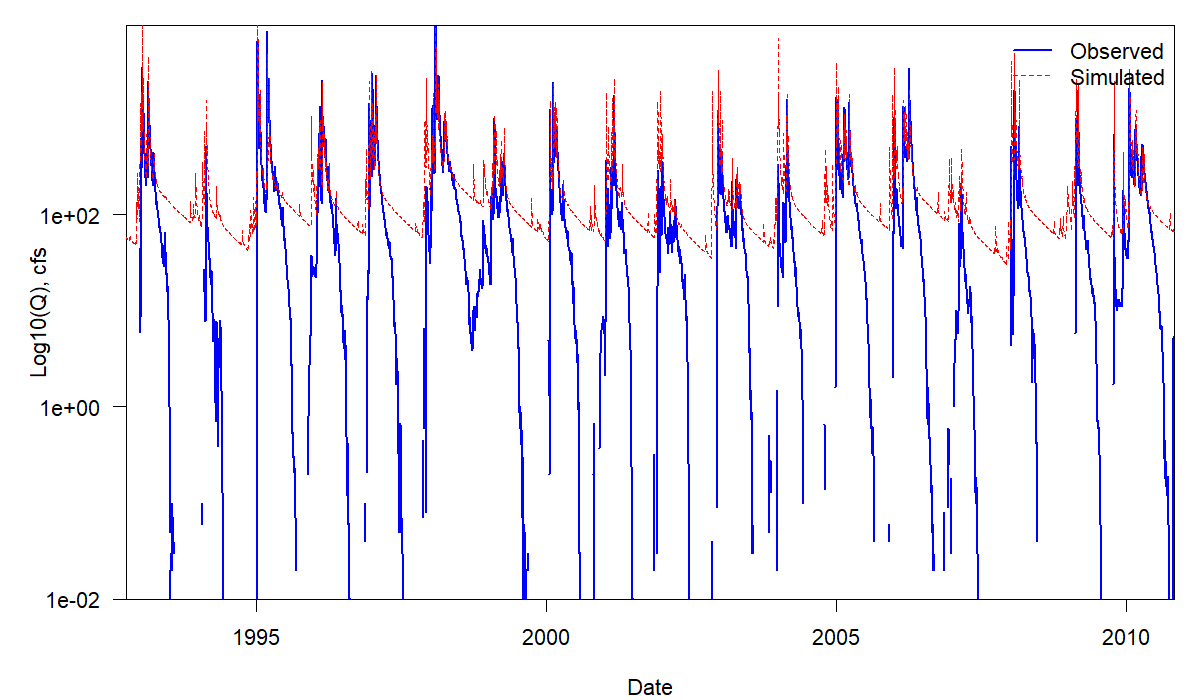 Observed
Simulated
Log10(Q), cfs
1e+02
1e+00
1e-02
1995
2000
2005
2010
Date